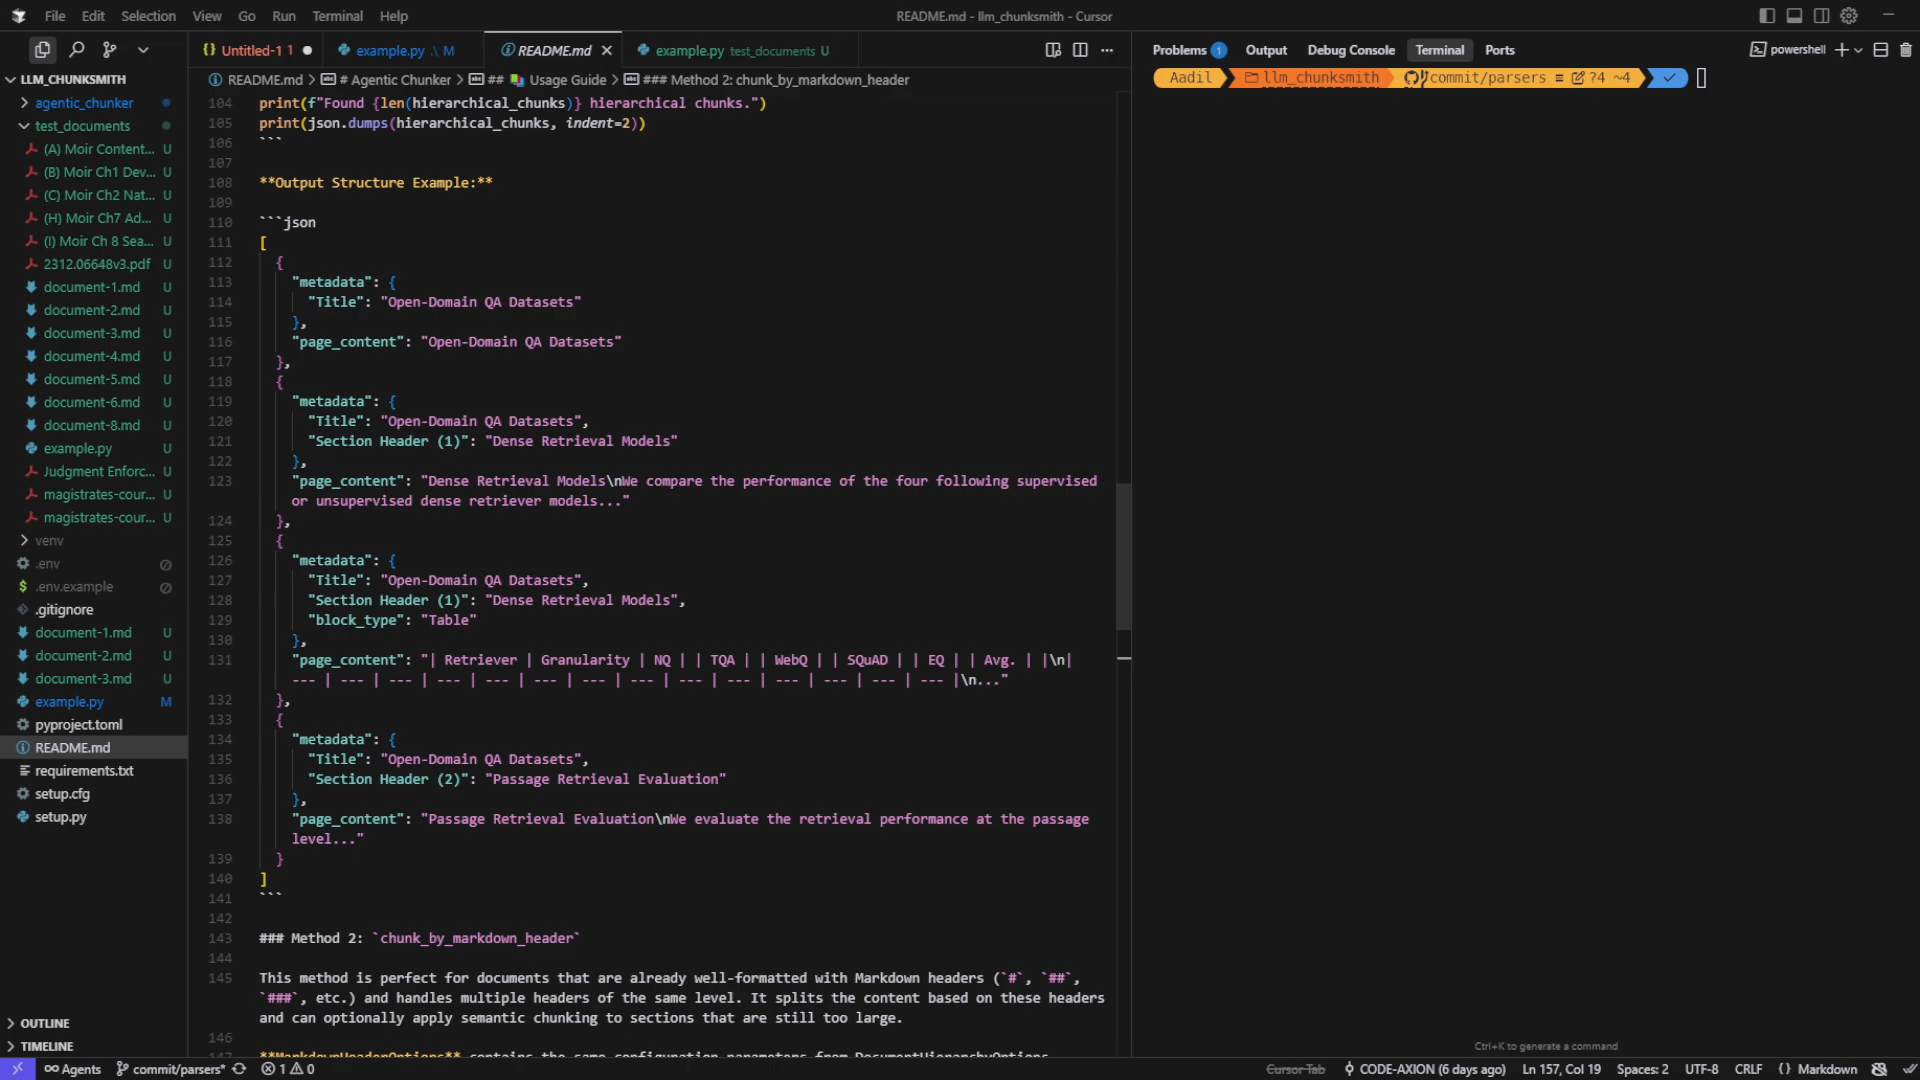 File Edit Selection View Go Run Terminal Help
README.md - llm_chunksmith - Cursor
Untitled-1 1
example.py .\ M
README.md
example.py test_documents U
Problems 1 Output Debug Console Terminal Ports
powershell
LLM_CHUNKSMITH
agentic_chunker
test_documents
(A) Moir Content... U
(B) Moir Ch1 Dev... U
(C) Moir Ch2 Nat... U
(H) Moir Ch7 Ad... U
(I) Moir Ch 8 Sea... U
2312.06648v3.pdf U
document-1.md U
document-2.md U
document-3.md U
document-4.md U
document-5.md U
document-6.md U
document-8.md U
example.py U
Judgment Enforc... U
magistrates-cour... U
magistrates-cour... U
venv
.env
.env.example
.gitignore
document-1.md U
document-2.md U
document-3.md U
example.py M
pyproject.toml
README.md
requirements.txt
setup.cfg
setup.py
OUTLINE
TIMELINE
README.md > # Agentic Chunker > ## Usage Guide > ### Method 2: chunk_by_markdown_header
104 print(f"Found {len(hierarchical_chunks)} hierarchical chunks.")
105 print(json.dumps(hierarchical_chunks, indent=2))
106 ```
107
108 **Output Structure Example:**
109
110 ```json
111 [
112 {
113 "metadata": {
114 "Title": "Open-Domain QA Datasets"
115 },
116 "page_content": "Open-Domain QA Datasets"
117 },
118 {
119 "metadata": {
120 "Title": "Open-Domain QA Datasets",
121 "Section Header (1)": "Dense Retrieval Models"
122 },
123 "page_content": "Dense Retrieval Models\nWe compare the performance of the four following supervised
or unsupervised dense retriever models..."
124 },
125 {
126 "metadata": {
127 "Title": "Open-Domain QA Datasets",
128 "Section Header (1)": "Dense Retrieval Models",
129 "block_type": "Table"
130 },
131 "page_content": "| Retriever | Granularity | NQ | | TQA | | WebQ | | SQuAD | | EQ | | Avg. | |\n|
--- | --- | --- | --- | --- | --- | --- | --- | --- | --- | --- | --- | --- | --- |\n..."
132 },
133 {
134 "metadata": {
135 "Title": "Open-Domain QA Datasets",
136 "Section Header (2)": "Passage Retrieval Evaluation"
137 },
138 "page_content": "Passage Retrieval Evaluation\nWe evaluate the retrieval performance at the passage
level..."
139 }
140 ]
141 ```
142
143 ### Method 2: `chunk_by_markdown_header`
144
145 This method is perfect for documents that are already well-formatted with Markdown headers (`#`, `##`,
`###`, etc.) and handles multiple headers of the same level. It splits the content based on these headers
and can optionally apply semantic chunking to sections that are still too large.
146
147 **MarkdownHeaderOptions** contains the same configuration parameters from DocumentHierarchyOptions
Aadil llm_chunksmith commit/parsers ≡ ?4 ~4
Ctrl+K to generate a command
Agents commit/parsers* 1 0
Cursor Tab CODE-AXION (6 days ago) Ln 157, Col 19 Spaces: 2 UTF-8 CRLF {} Markdown